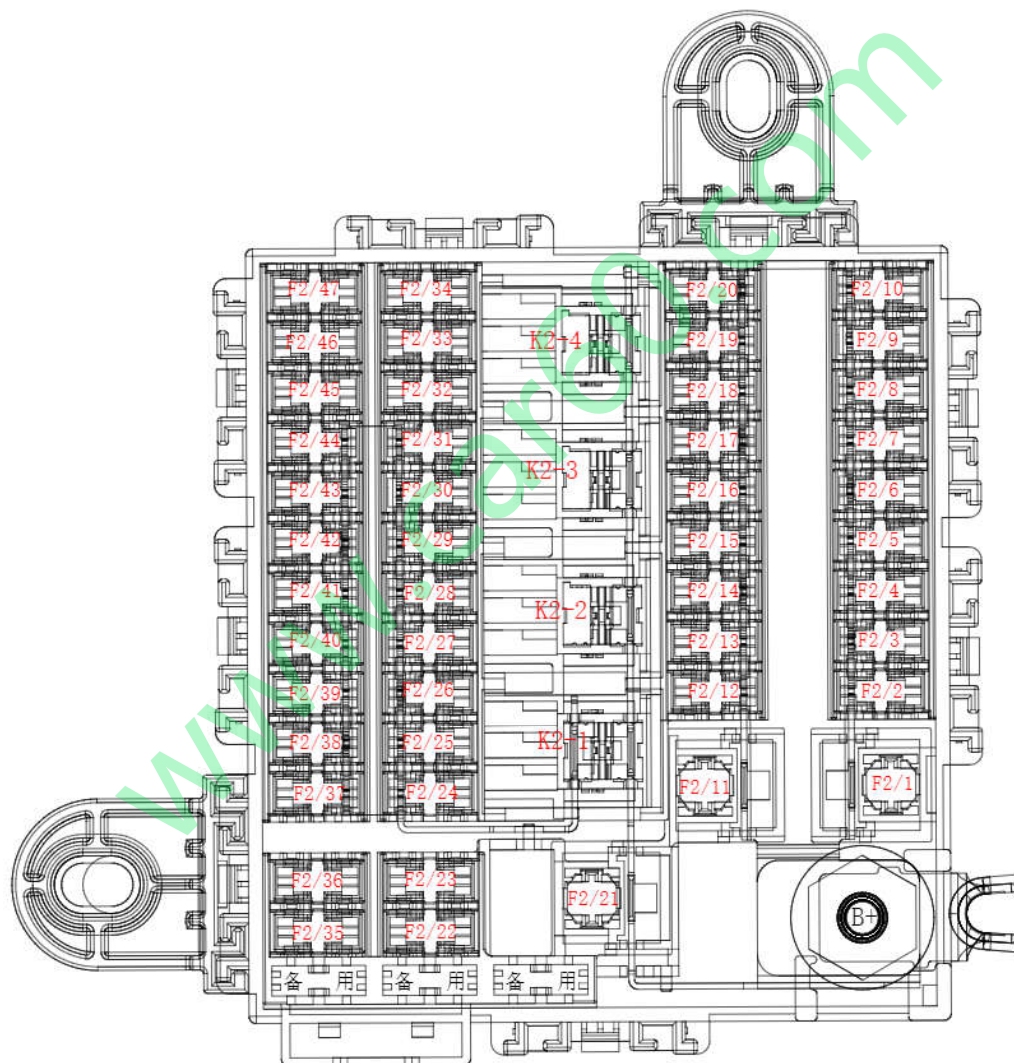 F2/47 F2/34 F2/20 F2/10
F2/46 F2/33 K2-4 F2/19 F2/9
F2/45 F2/32 F2/18 F2/8
F2/44 F2/31 F2/17 F2/7
K2-3
F2/43 F2/30 F2/16 F2/6
F2/42 F2/29 F2/15 F2/5
F2/41 F2/28 F2/14 F2/4
K2-2
F2/40 F2/27 F2/13 F2/3
F2/39 F2/26 F2/12 F2/2
F2/38 F2/25 K2-1
F2/37 F2/24 F2/11 F2/1
F2/36 F2/23 F2/21
F2/35 F2/22 B+
备 用 备 用 备 用
www.car60.com